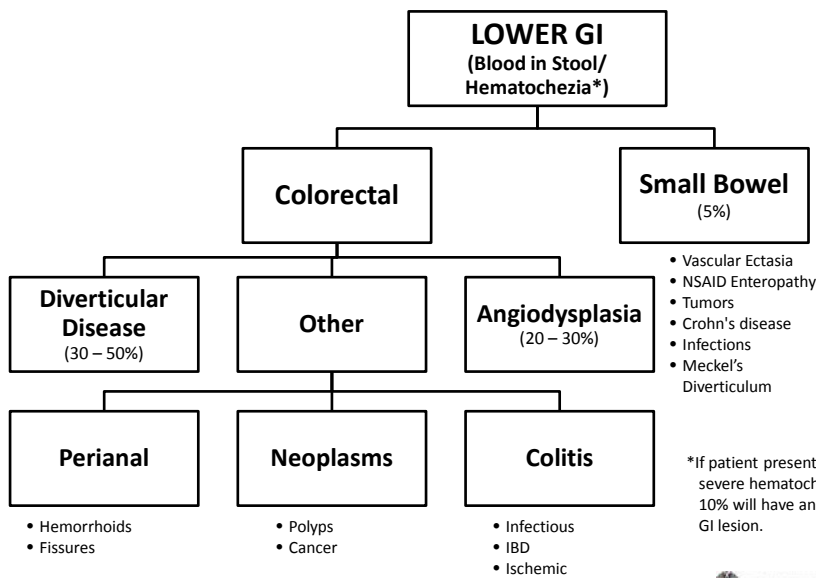 LOWER GI
(Blood in Stool/
Hematochezia*)
Colorectal
Small Bowel
(5%)
• Vascular Ectasia
• NSAID Enteropathy
• Tumors
• Crohn's disease
• Infections
• Meckel's
Diverticulum
Diverticular
Disease
(30 – 50%)
Other
Angiodysplasia
(20 – 30%)
Perianal
• Hemorrhoids
• Fissures
Neoplasms
• Polyps
• Cancer
Colitis
• Infectious
• IBD
• Ischemic
*If patient present
severe hematoch
10% will have an
GI lesion.